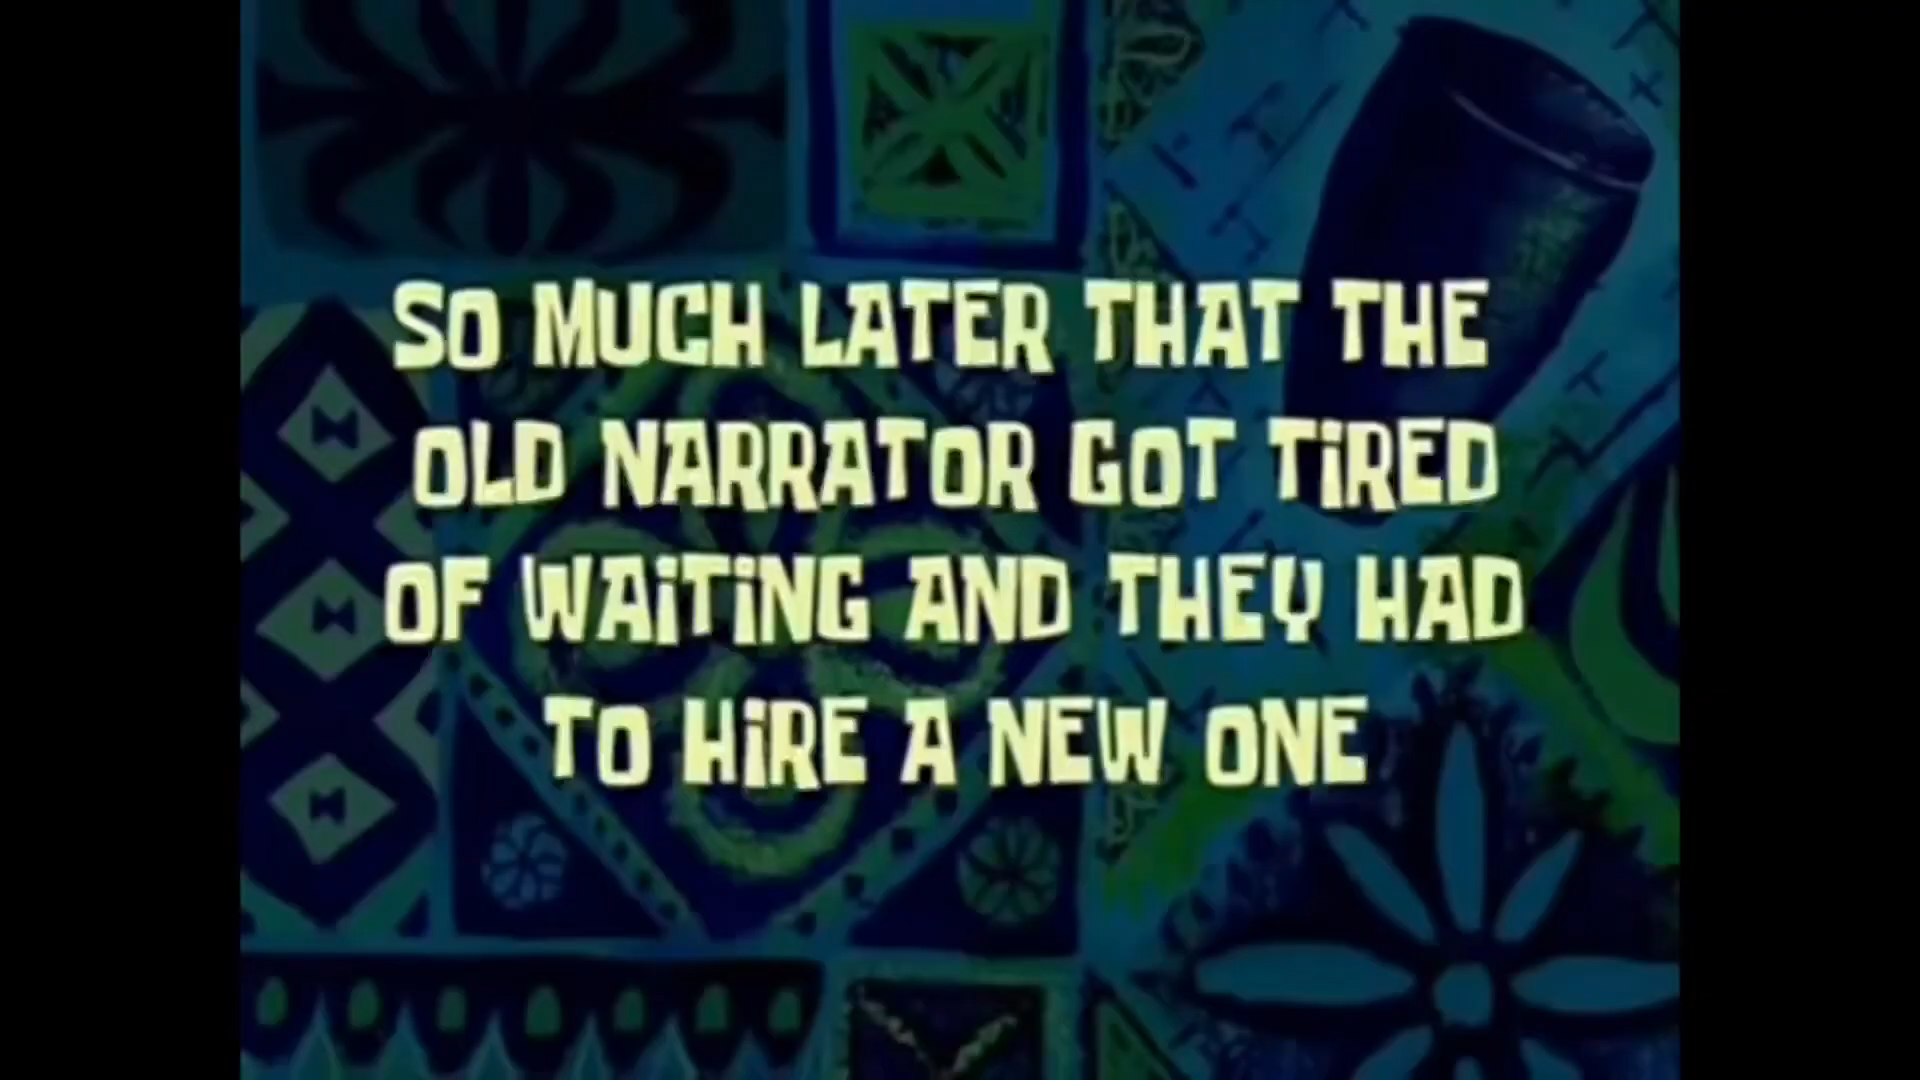 SO MUCH LATER THAT THE
OLD NARRATOR GOT TiRED
OF WAiTiNG AND THEY HAD
TO HiRE A NEW ONE